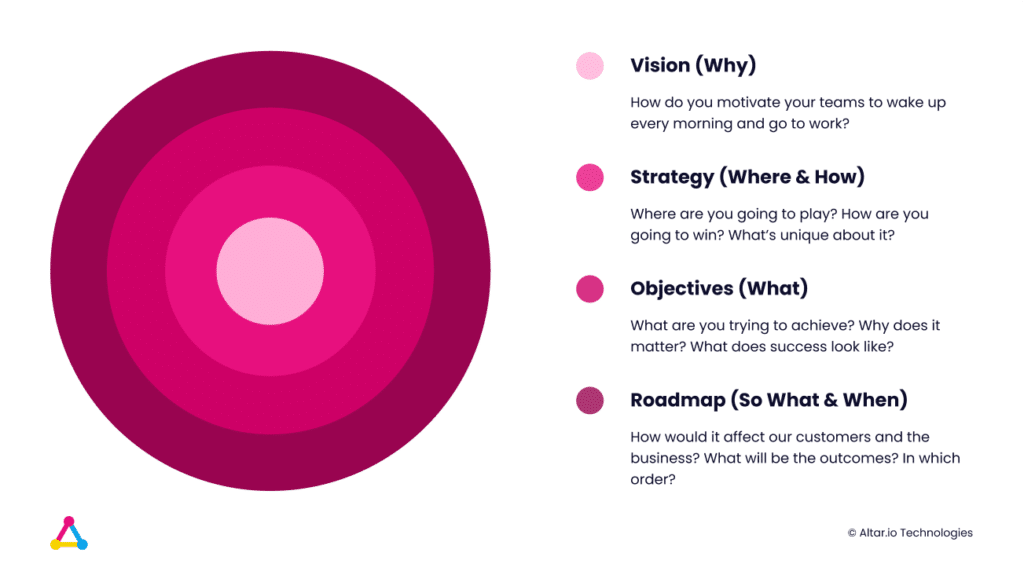 Vision (Why)
How do you motivate your teams to wake up
every morning and go to work?
Strategy (Where & How)
Where are you going to play? How are you
going to win? What’s unique about it?
Objectives (What)
What are you trying to achieve? Why does it
matter? What does success look like?
Roadmap (So What & When)
How would it affect our customers and the
business? What will be the outcomes? In which
order?
© Altar.io Technologies